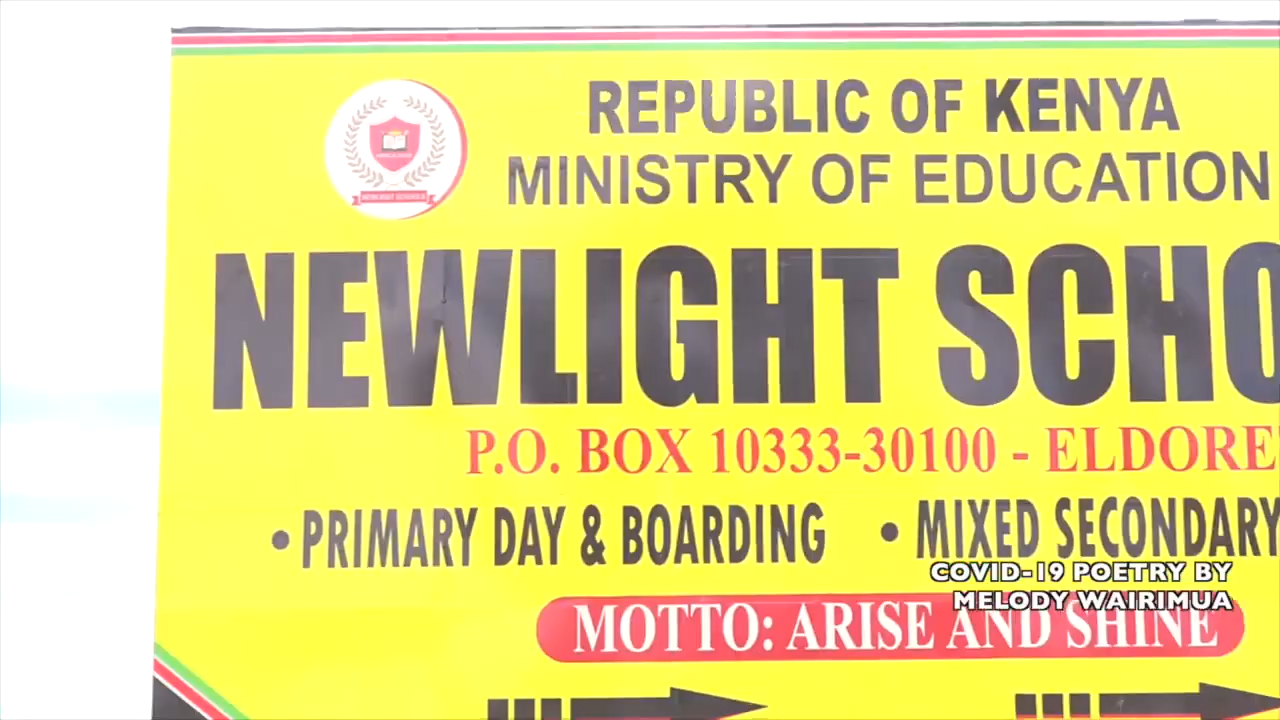 REPUBLIC OF KENYA
MINISTRY OF EDUCATION
NEWLIGHT SCHO
P.O. BOX 10333-30100 - ELDORE
• PRIMARY DAY & BOARDING • MIXED SECONDARY
COVID-19 POETRY BY
MELODY WAIRIMUA
MOTTO: ARISE AND SHINE